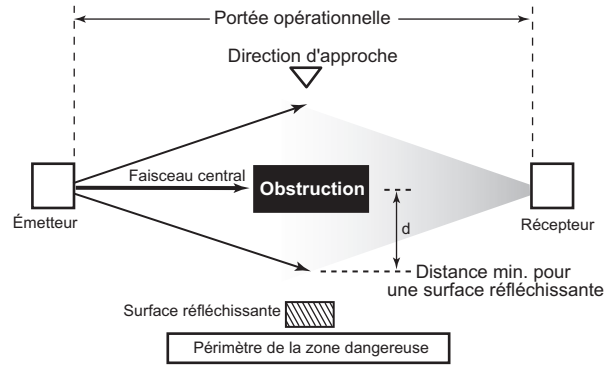 Portée opérationnelle
Direction d'approche
Faisceau central
Obstruction
Émetteur
Récepteur
d
Distance min. pour
une surface réfléchissante
Surface réfléchissante
Périmètre de la zone dangereuse